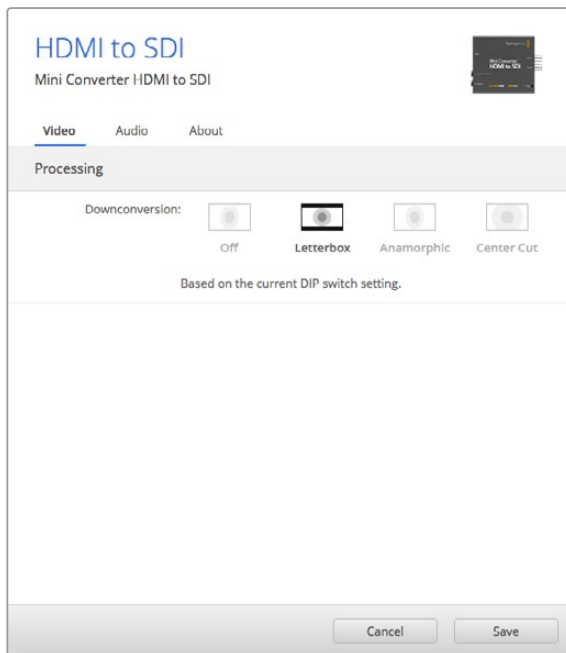 HDMI to SDI
Mini Converter HDMI to SDI
Video Audio About
Processing
Downconversion:
Off Letterbox Anamorphic Center Cut
Based on the current DIP switch setting.
Cancel Save